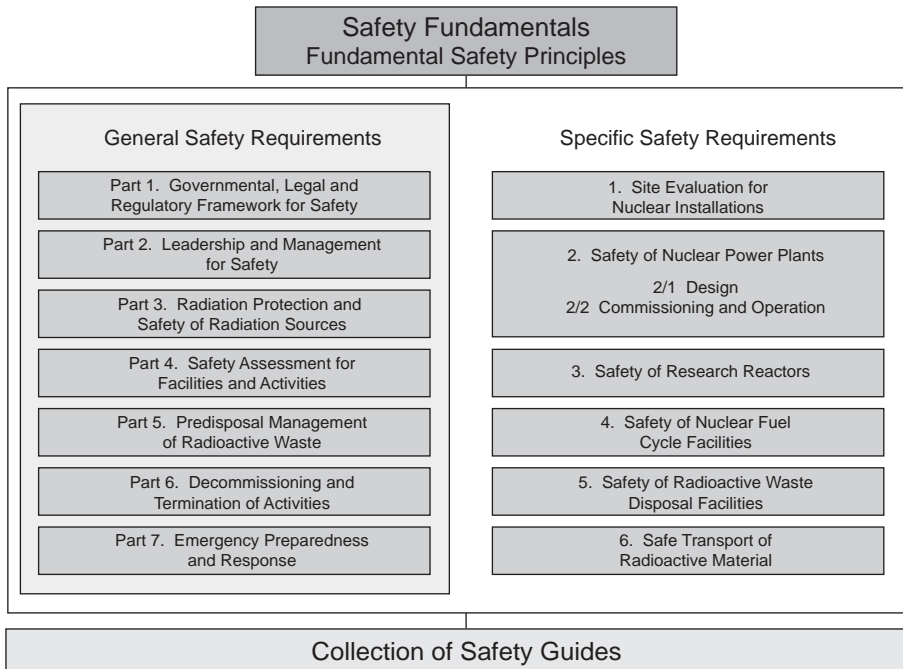 Safety Fundamentals
Fundamental Safety Principles
General Safety Requirements
Part 1. Governmental, Legal and
Regulatory Framework for Safety
Part 2. Leadership and Management
for Safety
Part 3. Radiation Protection and
Safety of Radiation Sources
Part 4. Safety Assessment for
Facilities and Activities
Part 5. Predisposal Management
of Radioactive Waste
Part 6. Decommissioning and
Termination of Activities
Part 7. Emergency Preparedness
and Response
Specific Safety Requirements
1. Site Evaluation for
Nuclear Installations
2. Safety of Nuclear Power Plants
2/1 Design
2/2 Commissioning and Operation
3. Safety of Research Reactors
4. Safety of Nuclear Fuel
Cycle Facilities
5. Safety of Radioactive Waste
Disposal Facilities
6. Safe Transport of
Radioactive Material
Collection of Safety Guides